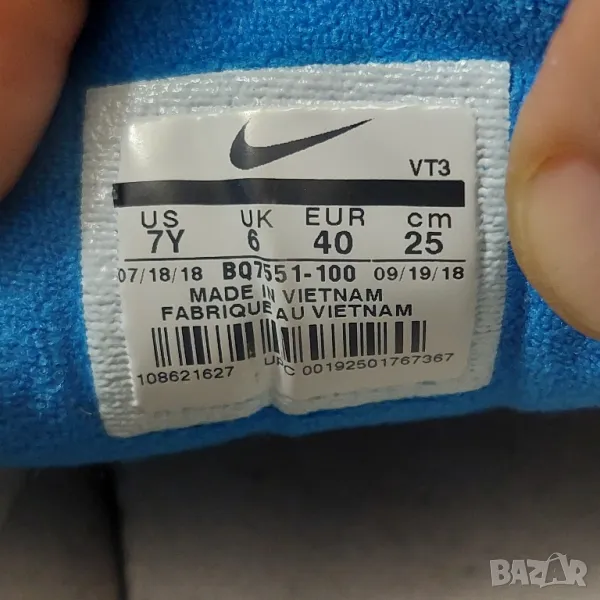 VT3
US UK EUR cm
7Y 6 40 25
07/18/18 BQ7551-100 09/19/18
MADE IN VIETNAM
FABRIQUE AU VIETNAM
108621627 UPC 00192501767367
BAZAR